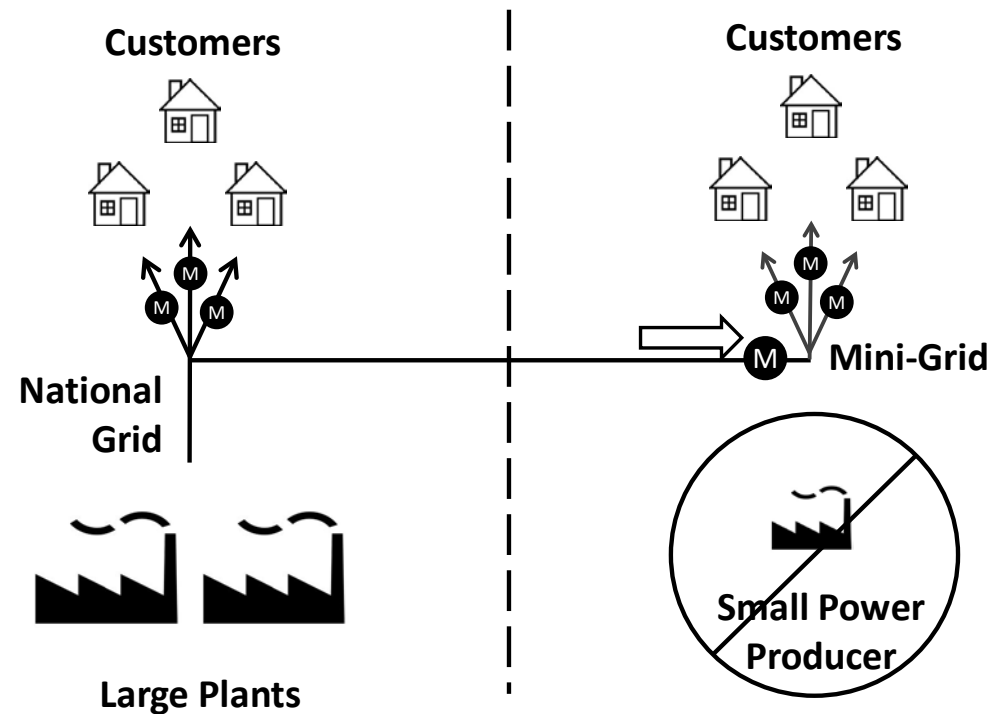 Customers
Customers
M
M
M
M
M
M
M
Mini-Grid
National
Grid
Small Power
Producer
Large Plants